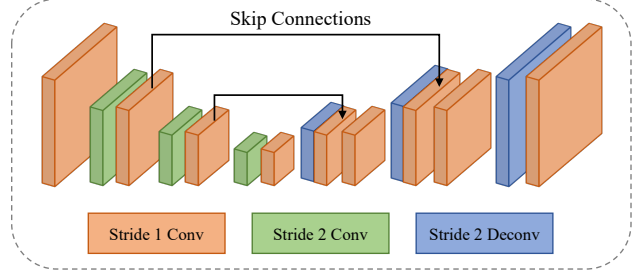 Skip Connections
Stride 1 Conv
Stride 2 Conv
Stride 2 Deconv